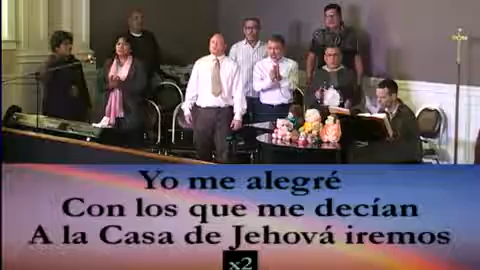 Yo me alegré
Con los que me decían
A la Casa de Jehová iremos
x2